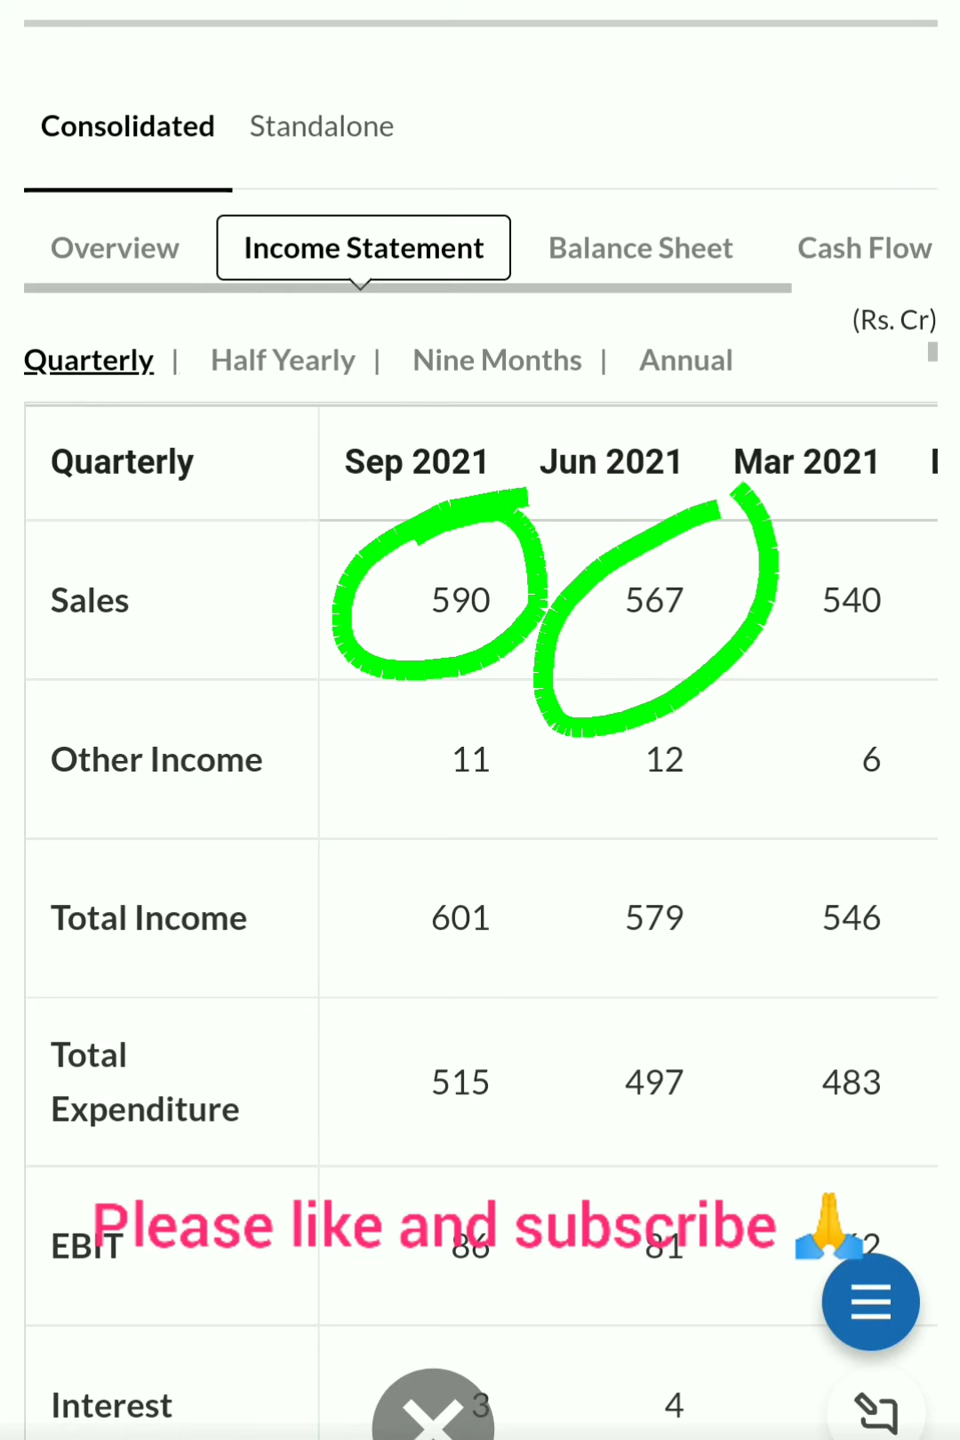 Consolidated Standalone
Overview Income Statement Balance Sheet Cash Flow
(Rs. Cr)
Quarterly | Half Yearly | Nine Months | Annual
Quarterly Sep 2021 Jun 2021 Mar 2021
Sales 590 567 540
Other Income 11 12 6
Total Income 601 579 546
Total
Expenditure 515 497 483
Please like and subscribe 🙏
EBIT 86 81
Interest 3 4